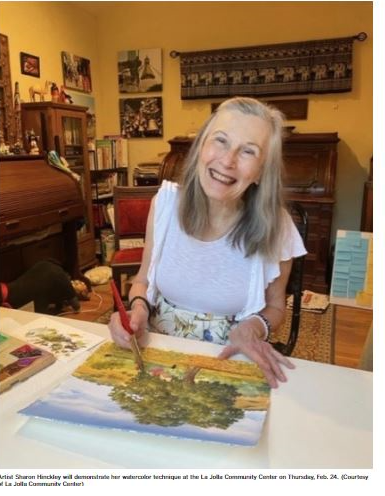 Artist Sharon Hinckley will demonstrate her watercolor technique at the La Jolla Community Center on Thursday, Feb. 24. (Courtesy
of La Jolla Community Center)